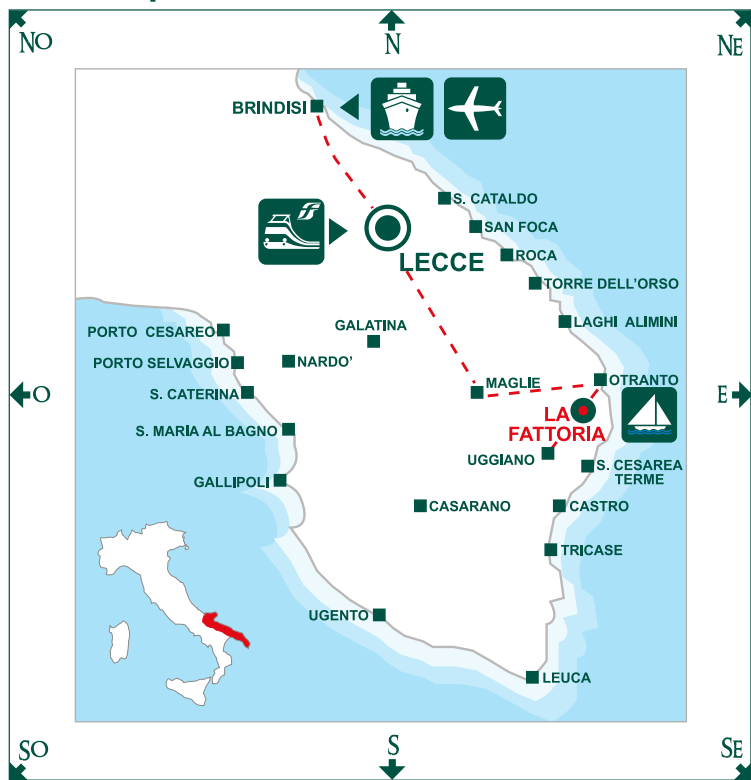 NO
N
NE
BRINDISI
S. CATALDO
SAN FOCA
LECCE
ROCA
TORRE DELL'ORSO
PORTO CESAREO
GALATINA
LAGHI ALIMINI
PORTO SELVAGGIO
NARDO'
O
S. CATERINA
MAGLIE
OTRANTO
E
LA
FATTORIA
S. MARIA AL BAGNO
UGGIANO
S. CESAREA
TERME
GALLIPOLI
CASARANO
CASTRO
TRICASE
UGENTO
LEUCA
SO
S
SE